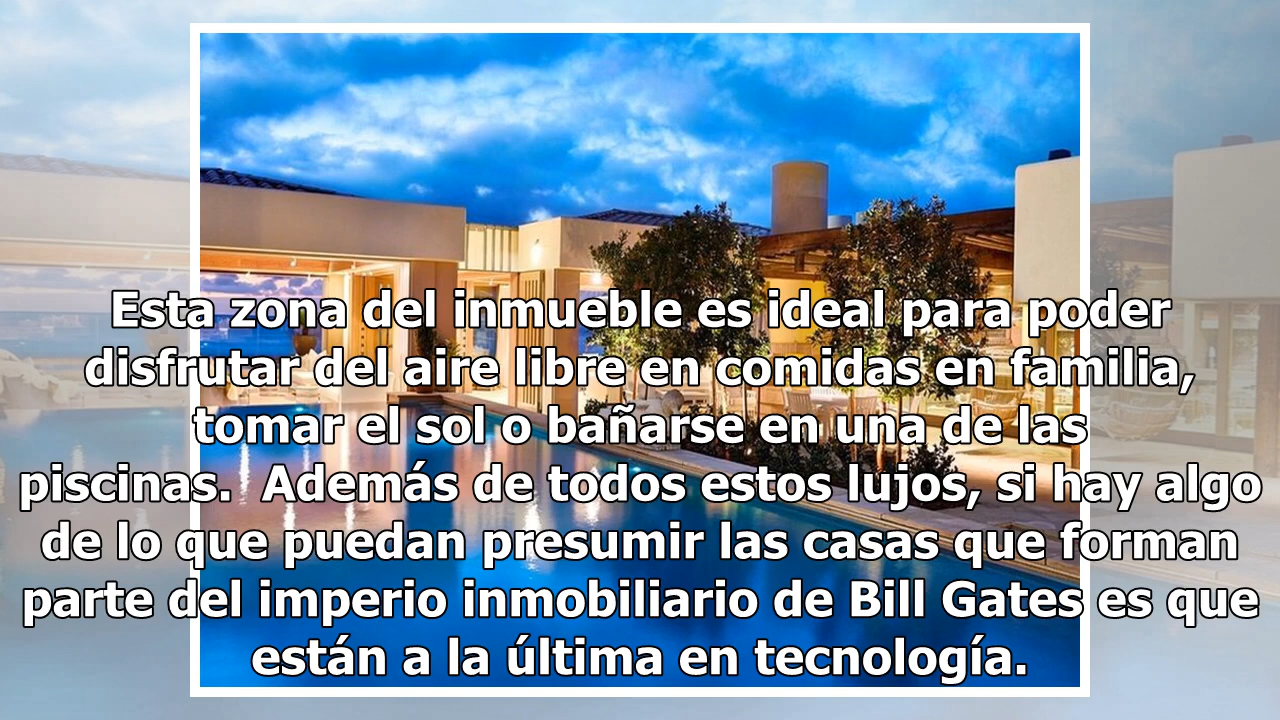 Esta zona del inmueble es ideal para poder
disfrutar del aire libre en comidas en familia,
tomar el sol o bañarse en una de las
piscinas.  Además de todos estos lujos, si hay algo
de lo que puedan presumir las casas que forman
parte del imperio inmobiliario de Bill Gates es que
están a la última en tecnología.